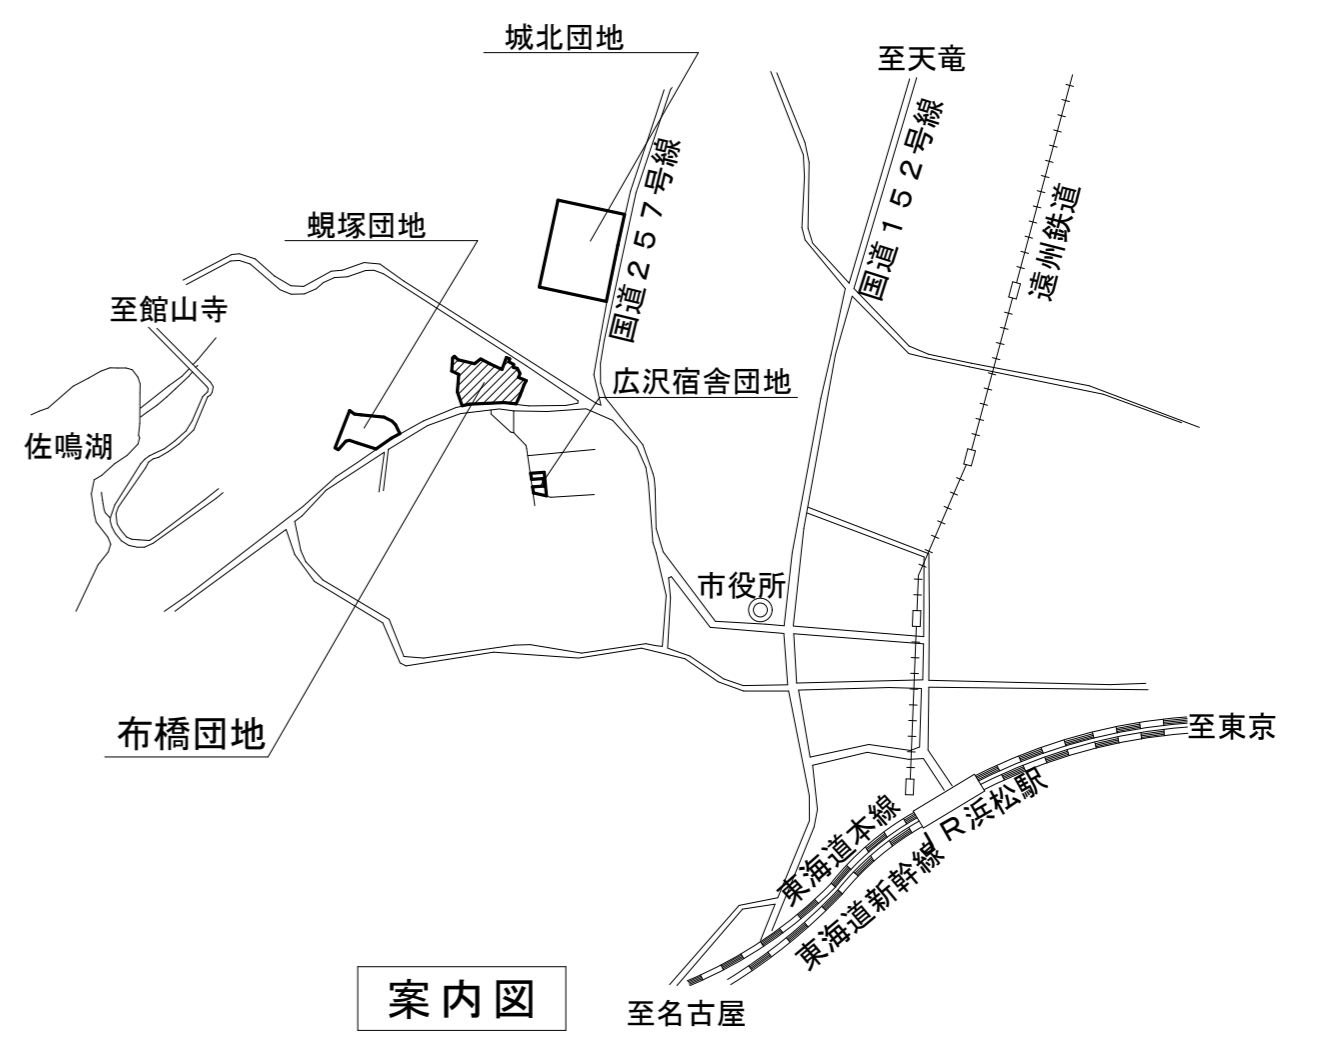 城北団地
至天竜
国道257号線
国道152号線
遠州鉄道
蜆塚団地
至館山寺
広沢宿舎団地
佐鳴湖
市役所
布橋団地
至東京
JR浜松駅
東海道本線
東海道新幹線
案内図
至名古屋